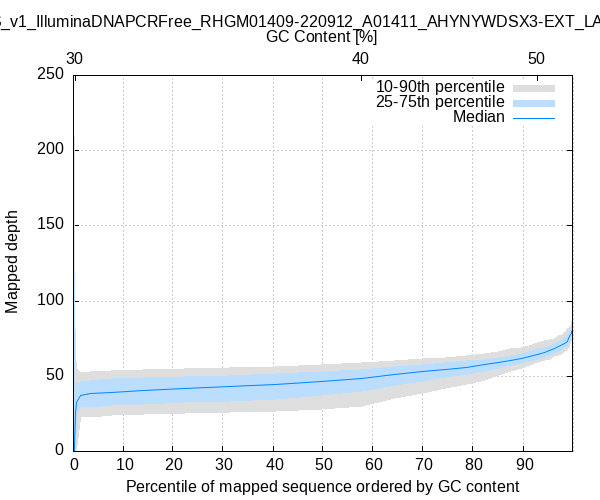 _v1_IlluminaDNAPCRFree_RHGM01409-220912_A01411_AHYNYWDSX3-EXT_LA
GC Content [%]
30 40 50
250
200
150
100
50
0
Mapped depth
10-90th percentile
25-75th percentile
Median
0 10 20 30 40 50 60 70 80 90
Percentile of mapped sequence ordered by GC content